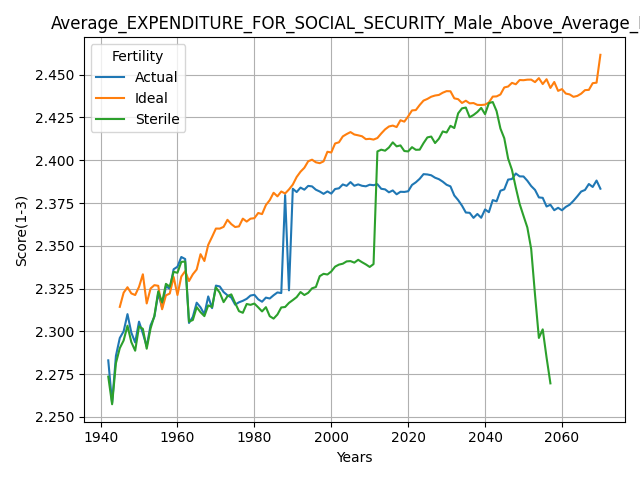 Average_EXPENDITURE_FOR_SOCIAL_SECURITY_Male_Above_Average_
Fertility
Actual
Ideal
Sterile
Score(1-3)
2.450
2.425
2.400
2.375
2.350
2.325
2.300
2.275
2.250
1940 1960 1980 2000 2020 2040 2060
Years